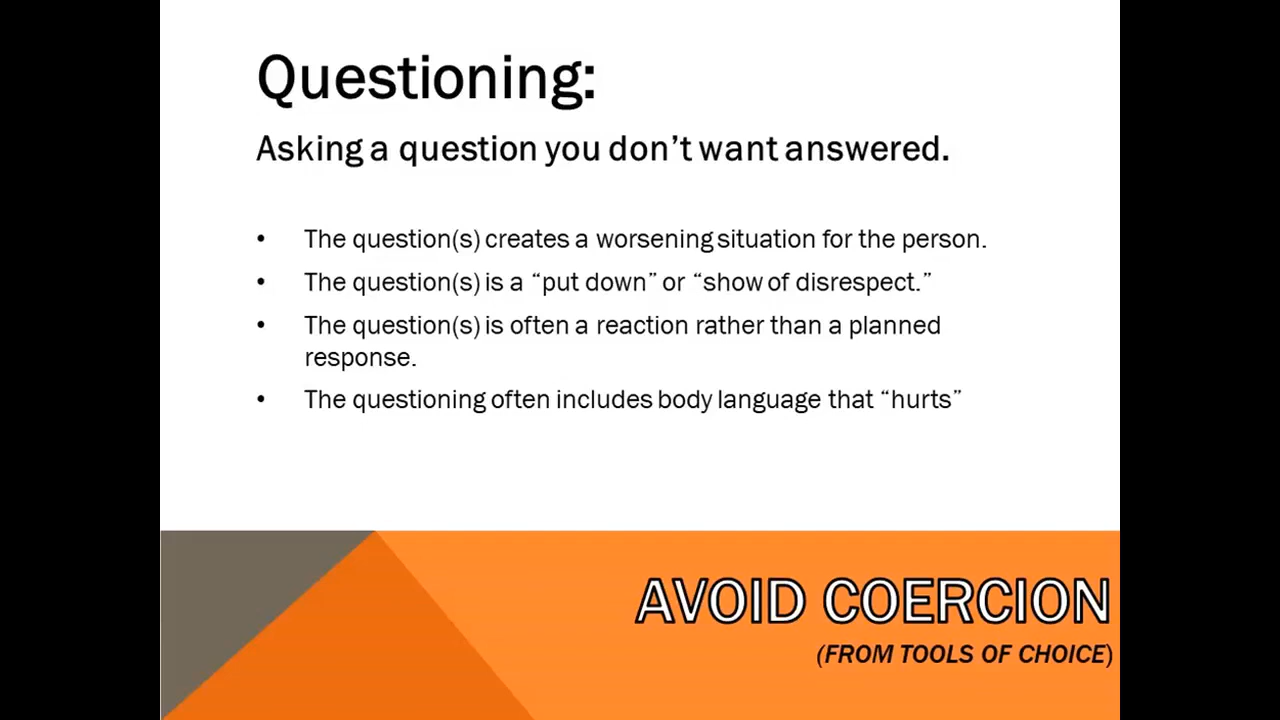 Questioning:
Asking a question you don’t want answered.
• The question(s) creates a worsening situation for the person.
• The question(s) is a “put down” or “show of disrespect.”
• The question(s) is often a reaction rather than a planned
response.
• The questioning often includes body language that “hurts”
AVOID COERCION
(FROM TOOLS OF CHOICE)